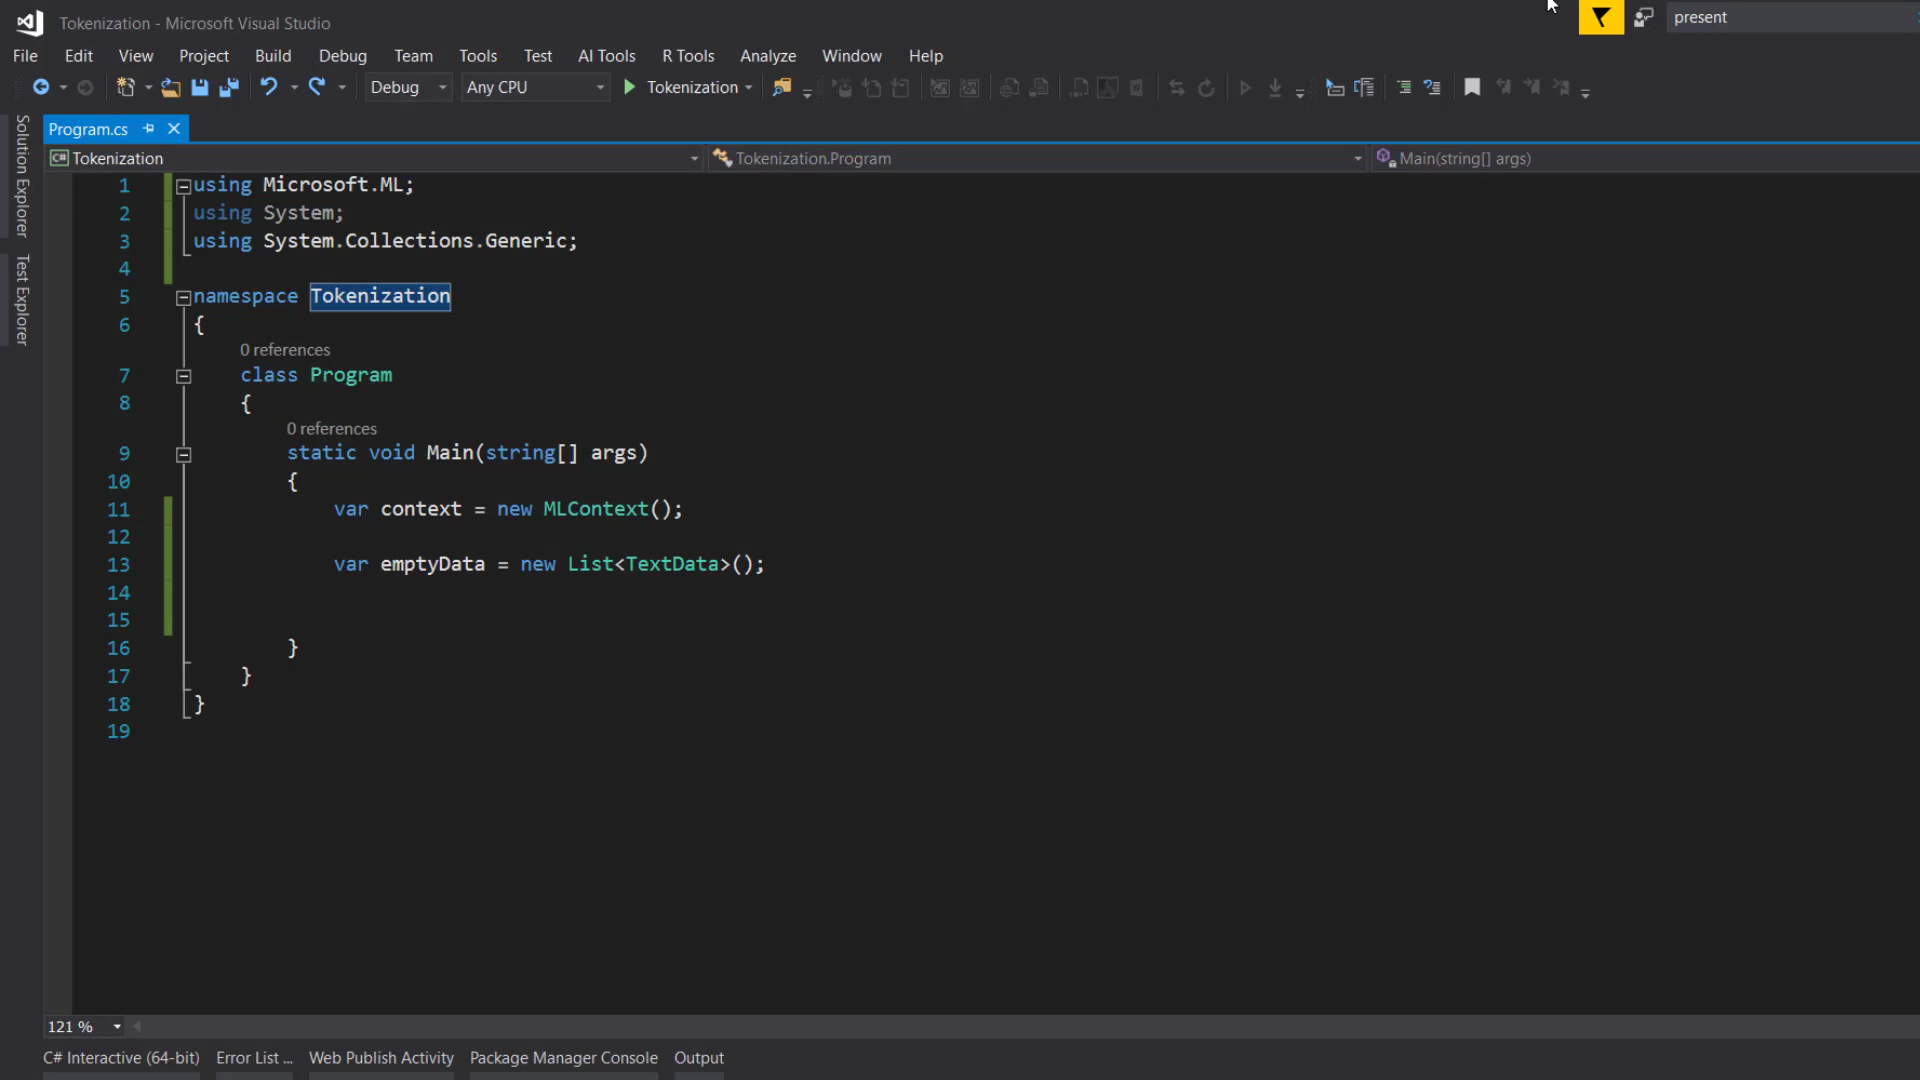 Tokenization - Microsoft Visual Studio
present
File Edit View Project Build Debug Team Tools Test AI Tools R Tools Analyze Window Help
Debug Any CPU Tokenization
Solution Explorer
Test Explorer
Program.cs
C# Tokenization Tokenization.Program Main(string[] args)
1 using Microsoft.ML;
2 using System;
3 using System.Collections.Generic;
4
5 namespace Tokenization
6 {
0 references
7 class Program
8 {
0 references
9 static void Main(string[] args)
10 {
11 var context = new MLContext();
12
13 var emptyData = new List<TextData>();
14
15
16 }
17 }
18 }
19
121 %
C# Interactive (64-bit) Error List ... Web Publish Activity Package Manager Console Output